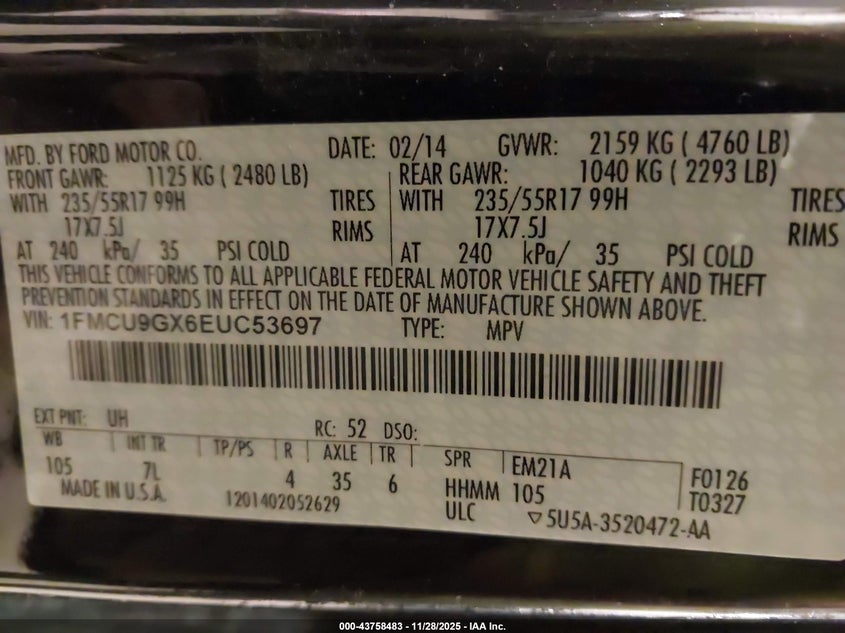 MFD. BY FORD MOTOR CO. DATE: 02/14 GVWR: 2159 KG ( 4760 LB)
FRONT GAWR: 1125 KG ( 2480 LB) REAR GAWR: 1040 KG ( 2293 LB)
WITH 235/55R17 99H TIRES WITH 235/55R17 99H TIRES
17X7.5J RIMS 17X7.5J RIMS
AT 240 kPa/ 35 PSI COLD AT 240 kPa/ 35 PSI COLD
THIS VEHICLE CONFORMS TO ALL APPLICABLE FEDERAL MOTOR VEHICLE SAFETY AND THEFT
PREVENTION STANDARDS IN EFFECT ON THE DATE OF MANUFACTURE SHOWN ABOVE.
VIN: 1FMCU9GX6EUC53697 TYPE: MPV
EXT PNT: UH RC: 52 DSO:
WB INT TR TP/PS R AXLE TR SPR EM21A F0126
105 7L 4 35 6 HHMM 105 T0327
MADE IN U.S.A. 1201402052629 ULC ▽5U5A-3520472-AA
000-43758483 - 11/28/2025 - IAA Inc.